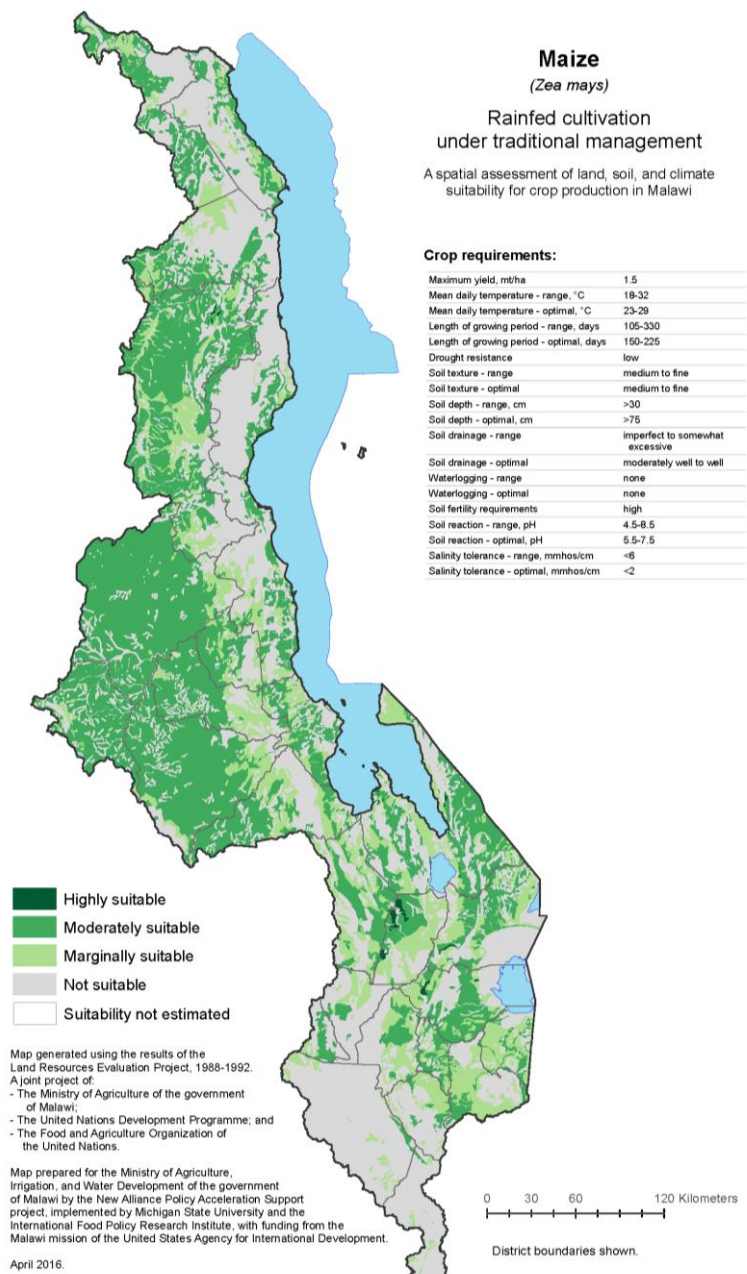 Maize
(Zea mays)
Rainfed cultivation
under traditional management
A spatial assessment of land, soil, and climate
suitability for crop production in Malawi
Crop requirements:
Maximum yield, mt/ha 1.5
Mean daily temperature - range, °C 18-32
Mean daily temperature - optimal, °C 23-29
Length of growing period - range, days 105-330
Length of growing period - optimal, days 150-225
Drought resistance low
Soil texture - range medium to fine
Soil texture - optimal medium to fine
Soil depth - range, cm >30
Soil depth - optimal, cm >75
Soil drainage - range imperfect to somewhat
excessive
Soil drainage - optimal moderately well to well
Waterlogging - range none
Waterlogging - optimal none
Soil fertility requirements high
Soil reaction - range, pH 4.5-8.5
Soil reaction - optimal, pH 5.5-7.5
Salinity tolerance - range, mmhos/cm <6
Salinity tolerance - optimal, mmhos/cm <2
Highly suitable
Moderately suitable
Marginally suitable
Not suitable
Suitability not estimated
Map generated using the results of the
Land Resources Evaluation Project, 1988-1992.
A joint project of:
- The Ministry of Agriculture of the government
of Malawi;
- The United Nations Development Programme; and
- The Food and Agriculture Organization of
the United Nations.
Map prepared for the Ministry of Agriculture,
Irrigation, and Water Development of the government
of Malawi by the New Alliance Policy Acceleration Support
project, implemented by Michigan State University and the
International Food Policy Research Institute, with funding from the
Malawi mission of the United States Agency for International Development.
April 2016.
0 30 60 120 Kilometers
District boundaries shown.